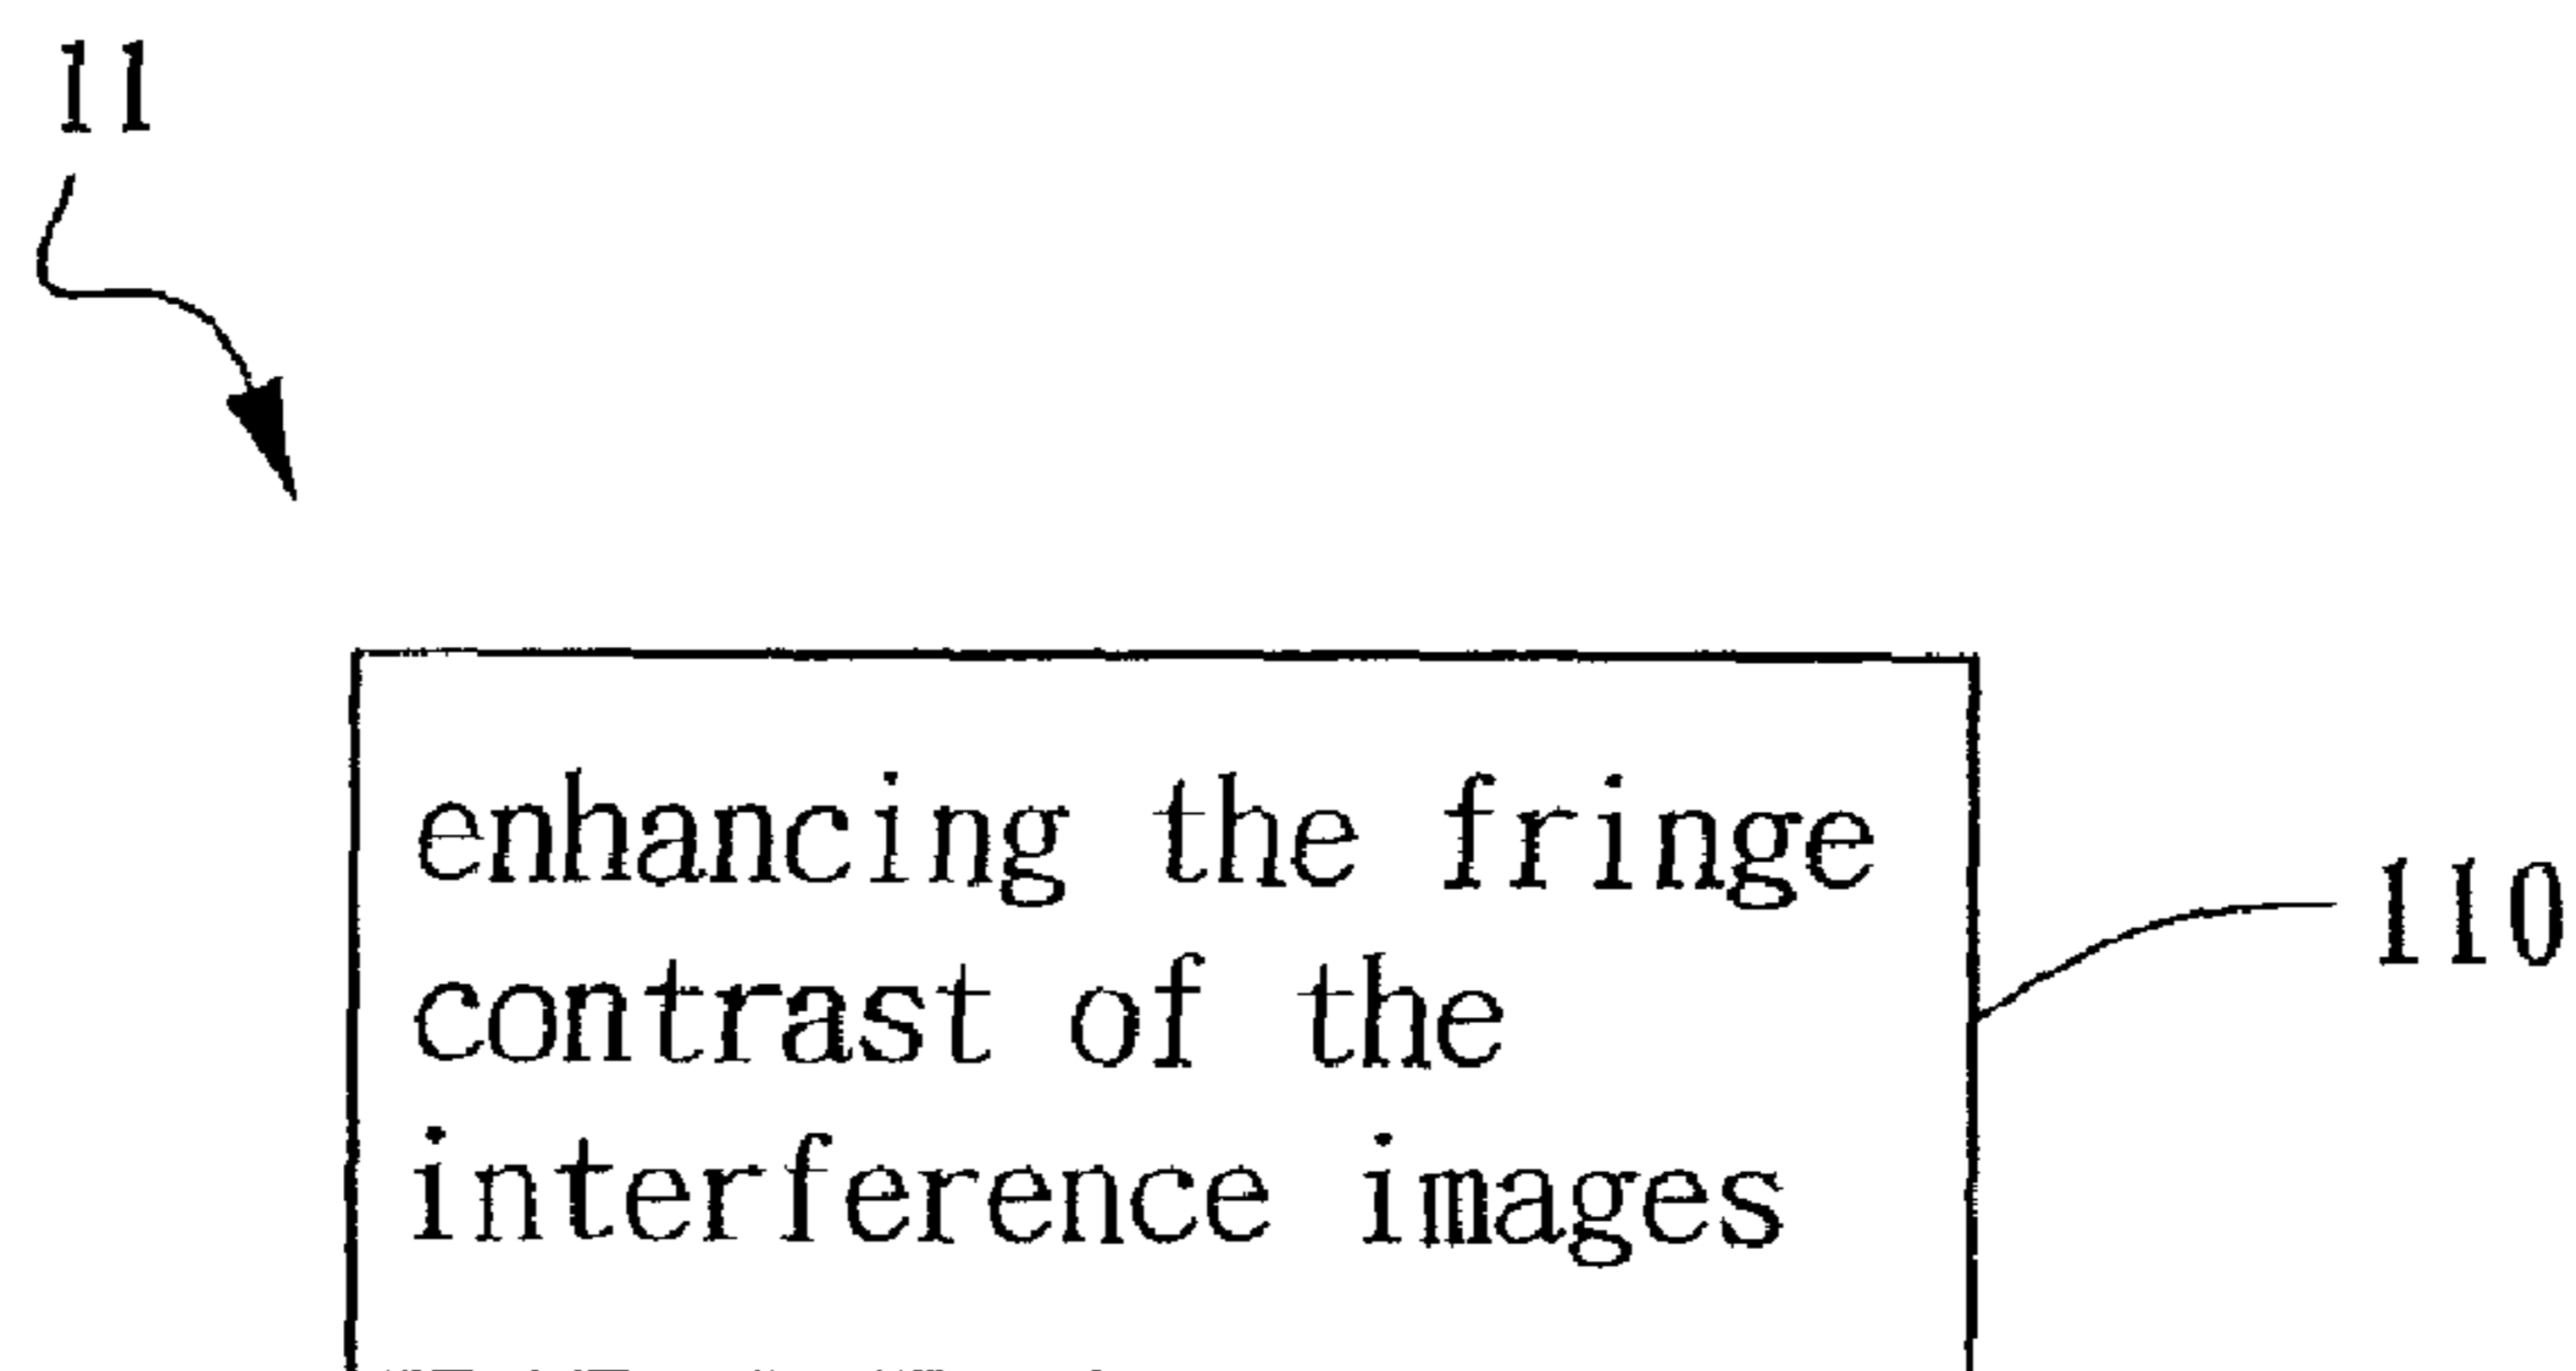 11
enhancing the fringe
110
contrast of the
interference images